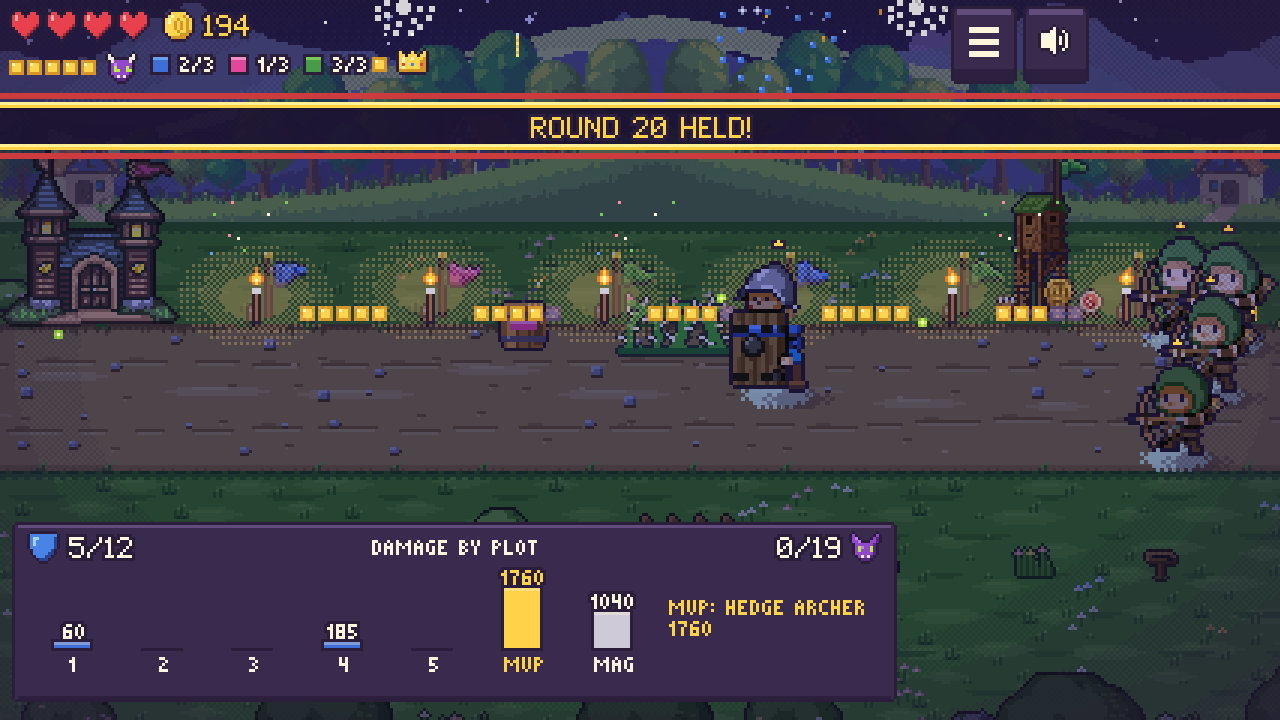 194
2/3 1/3 3/3
ROUND 20 HELD!
5/12 DAMAGE BY PLOT 0/19
1760
1040
MVP: HEDGE ARCHER
1760
60 185
1 2 3 4 5 MVP MAG